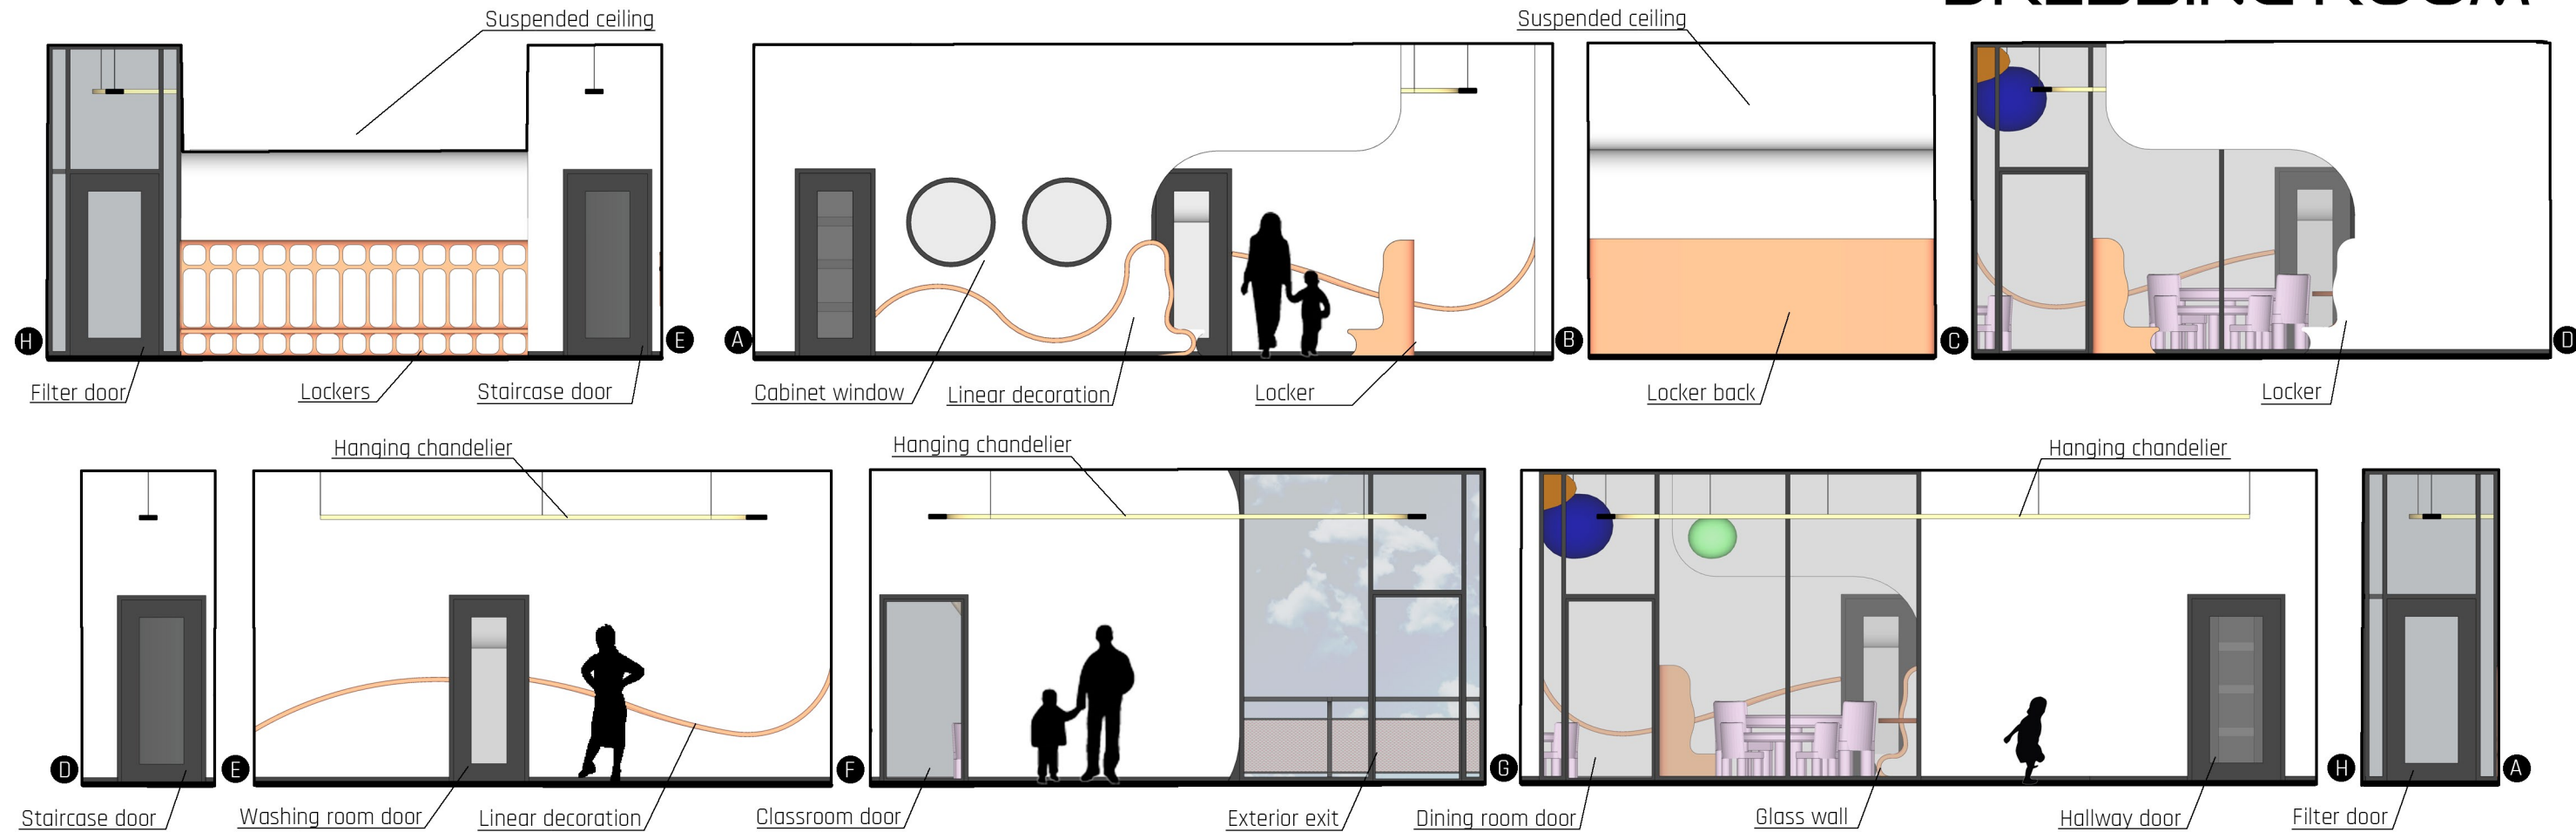 DRESSING ROOM
Suspended ceiling
Suspended ceiling
H
E
A
B
C
D
Filter door
Lockers
Staircase door
Cabinet window
Linear decoration
Locker
Locker back
Locker
Hanging chandelier
Hanging chandelier
Hanging chandelier
D
E
F
G
H
A
Staircase door
Washing room door
Linear decoration
Classroom door
Exterior exit
Dining room door
Glass wall
Hallway door
Filter door